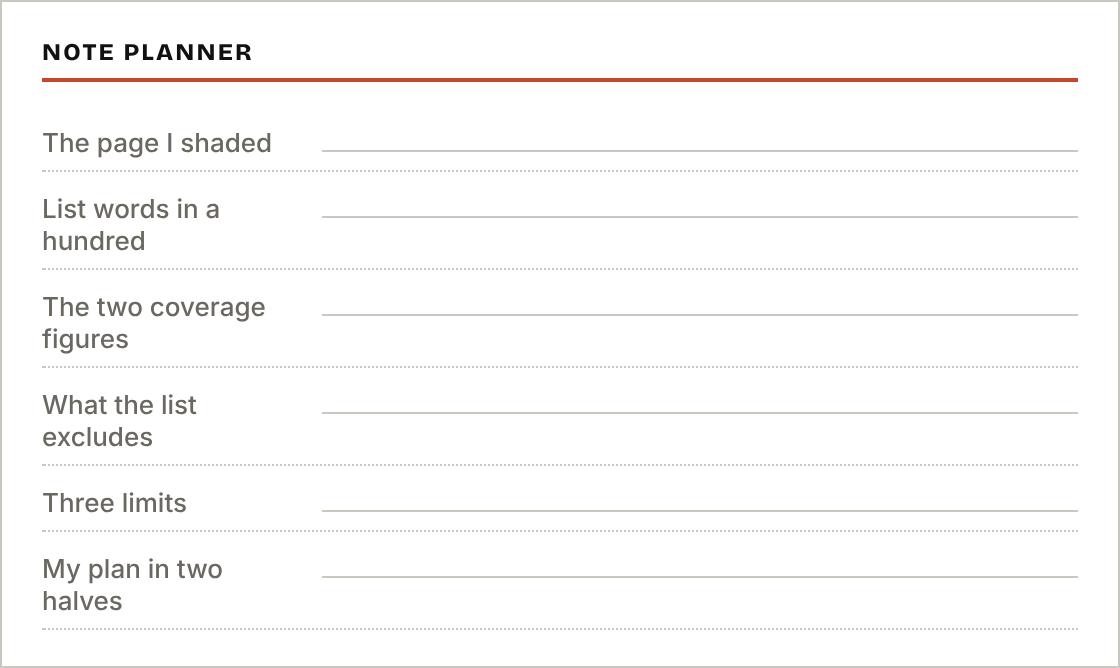 NOTE PLANNER
The page I shaded
List words in a
hundred
The two coverage
figures
What the list
excludes
Three limits
My plan in two
halves